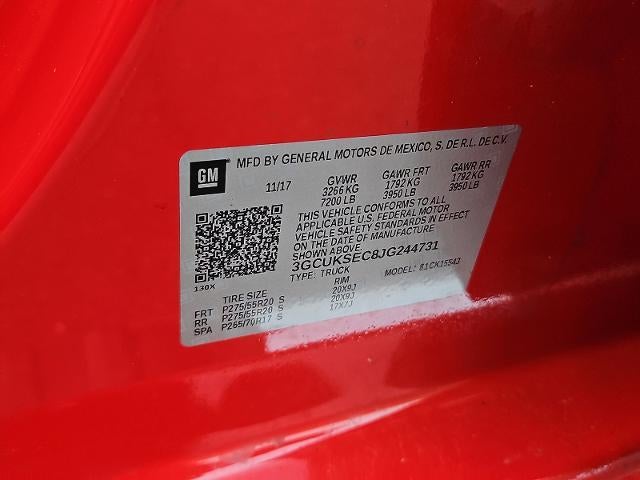 GM
MFD BY GENERAL MOTORS DE MEXICO, S. DE R.L. DE C.V.
11/17 GVWR GAWR FRT GAWR RR
3266 KG 1792 KG 1792 KG
7200 LB 3950 LB 3950 LB
THIS VEHICLE CONFORMS TO ALL
APPLICABLE U.S. FEDERAL MOTOR
VEHICLE SAFETY STANDARDS IN EFFECT
ON THE DATE OF MANUFACTURE
SHOWN ABOVE.
3GCUKSEC8JG244731
130X TYPE: TRUCK MODEL: 81CK15543
TIRE SIZE RIM
FRT P275/55R20 S 20X9J
RR P275/55R20 S 20X9J
SPA P265/70R17 S 17X7J